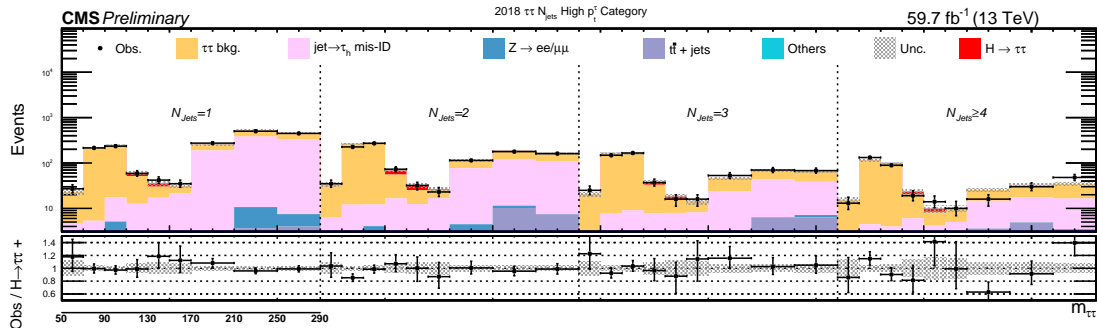 CMS Preliminary
2018 ττ N_jets High p_t^τ Category
59.7 fb⁻¹ (13 TeV)
Obs.
ττ bkg.
jet→τ_h mis-ID
Z → ee/μμ
tt̄ + jets
Others
Unc.
H → ττ
Events
10⁴
10³
10²
10
N_Jets=1
N_Jets=2
N_Jets=3
N_Jets≥4
Obs / H→ττ +
1.4
1.2
1.0
0.8
0.6
50 90 130 170 210 250 290
m_ττ